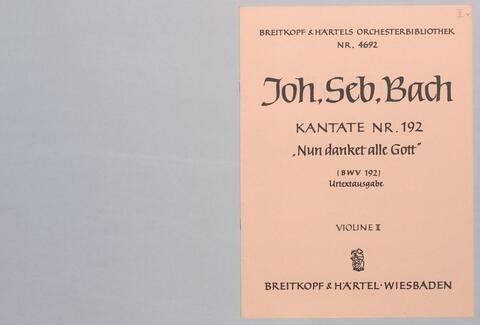 BREITKOPF & HÄRTELS ORCHESTERBIBLIOTHEK
NR. 4692
Joh. Seb. Bach
KANTATE NR. 192
„Nun danket alle Gott”
(BWV 192)
Urtextausgabe
VIOLINE II
BREITKOPF & HÄRTEL · WIESBADEN